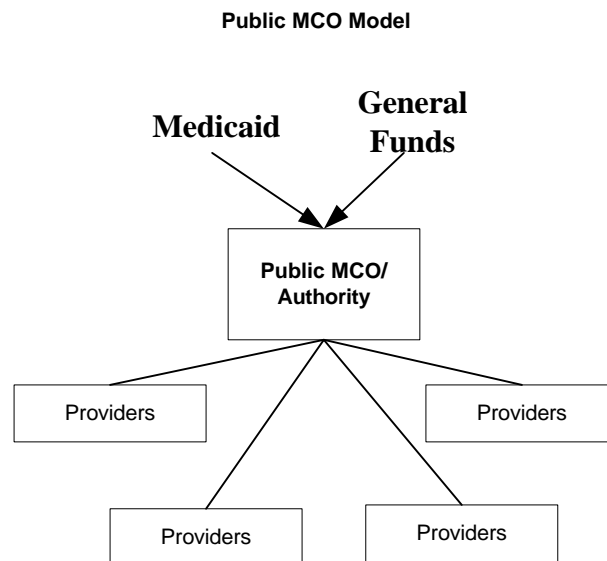 Public MCO Model
Medicaid
General
Funds
Public MCO/
Authority
Providers
Providers
Providers
Providers